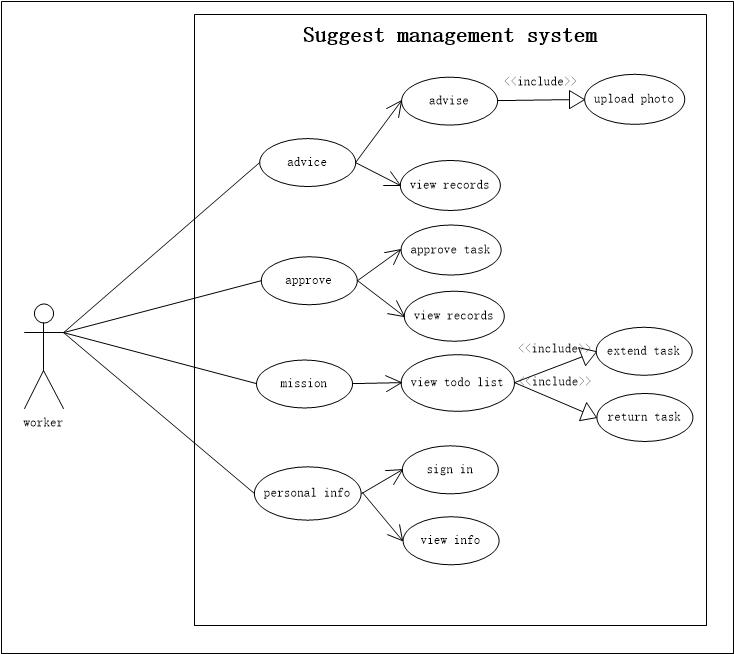 Suggest management system
<<include>>
advise
upload photo
advice
view records
approve task
approve
view records
<<include>>
extend task
mission
view todo list
<<include>>
return task
worker
sign in
personal info
view info